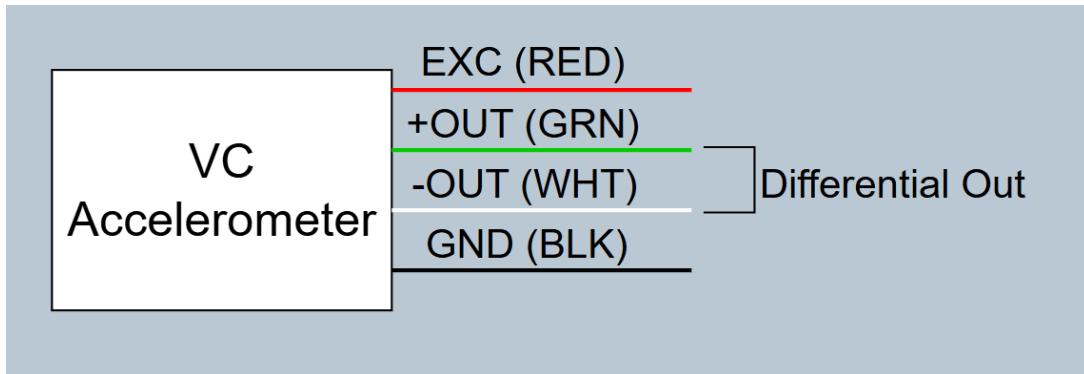 EXC (RED)
+OUT (GRN)
VC
Accelerometer
-OUT (WHT)
Differential Out
GND (BLK)